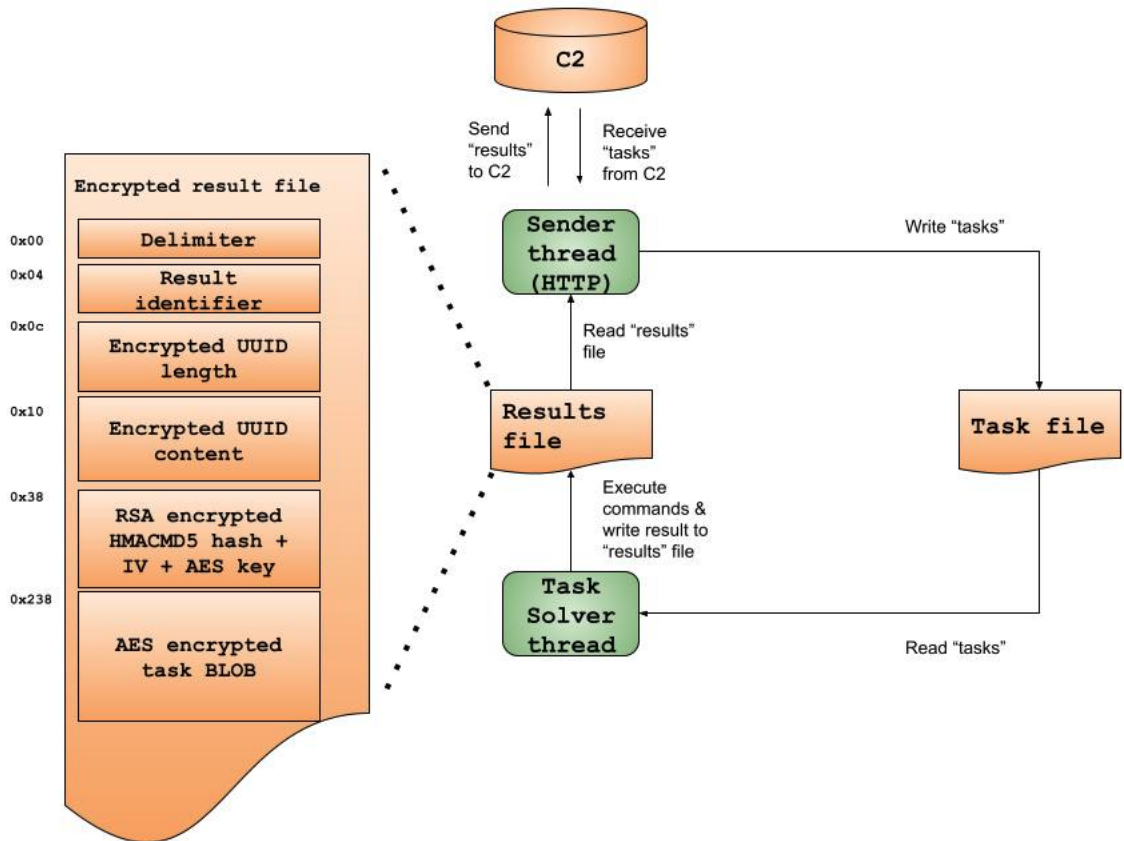 C2
Send
“results”
to C2
Receive
“tasks”
from C2
Encrypted result file
0x00
Delimiter
0x04
Result
identifier
0x0c
Encrypted UUID
length
0x10
Encrypted UUID
content
0x38
RSA encrypted
HMACMD5 hash +
IV + AES key
0x238
AES encrypted
task BLOB
Sender
thread
(HTTP)
Write “tasks”
Read “results”
file
Results
file
Task file
Execute
commands &
write result to
“results” file
Task
Solver
thread
Read “tasks”